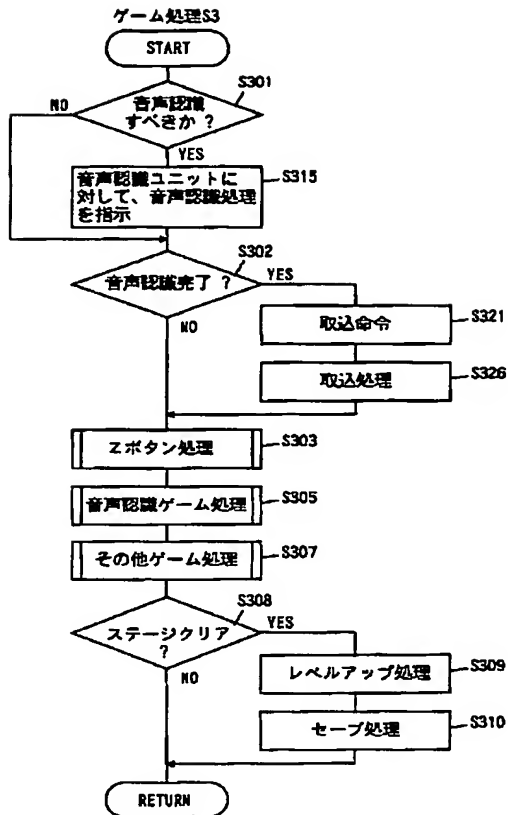 ゲーム処理S3
START
S301
音声認識
すべきか ?
NO
YES
音声認識ユニットに
対して、音声認識処理
を指示
S315
S302
音声認識完了 ?
YES
NO
取込命令
S321
取込処理
S326
Zボタン処理
S303
音声認識ゲーム処理
S305
その他ゲーム処理
S307
S308
ステージクリア
?
YES
NO
レベルアップ処理
S309
セーブ処理
S310
RETURN